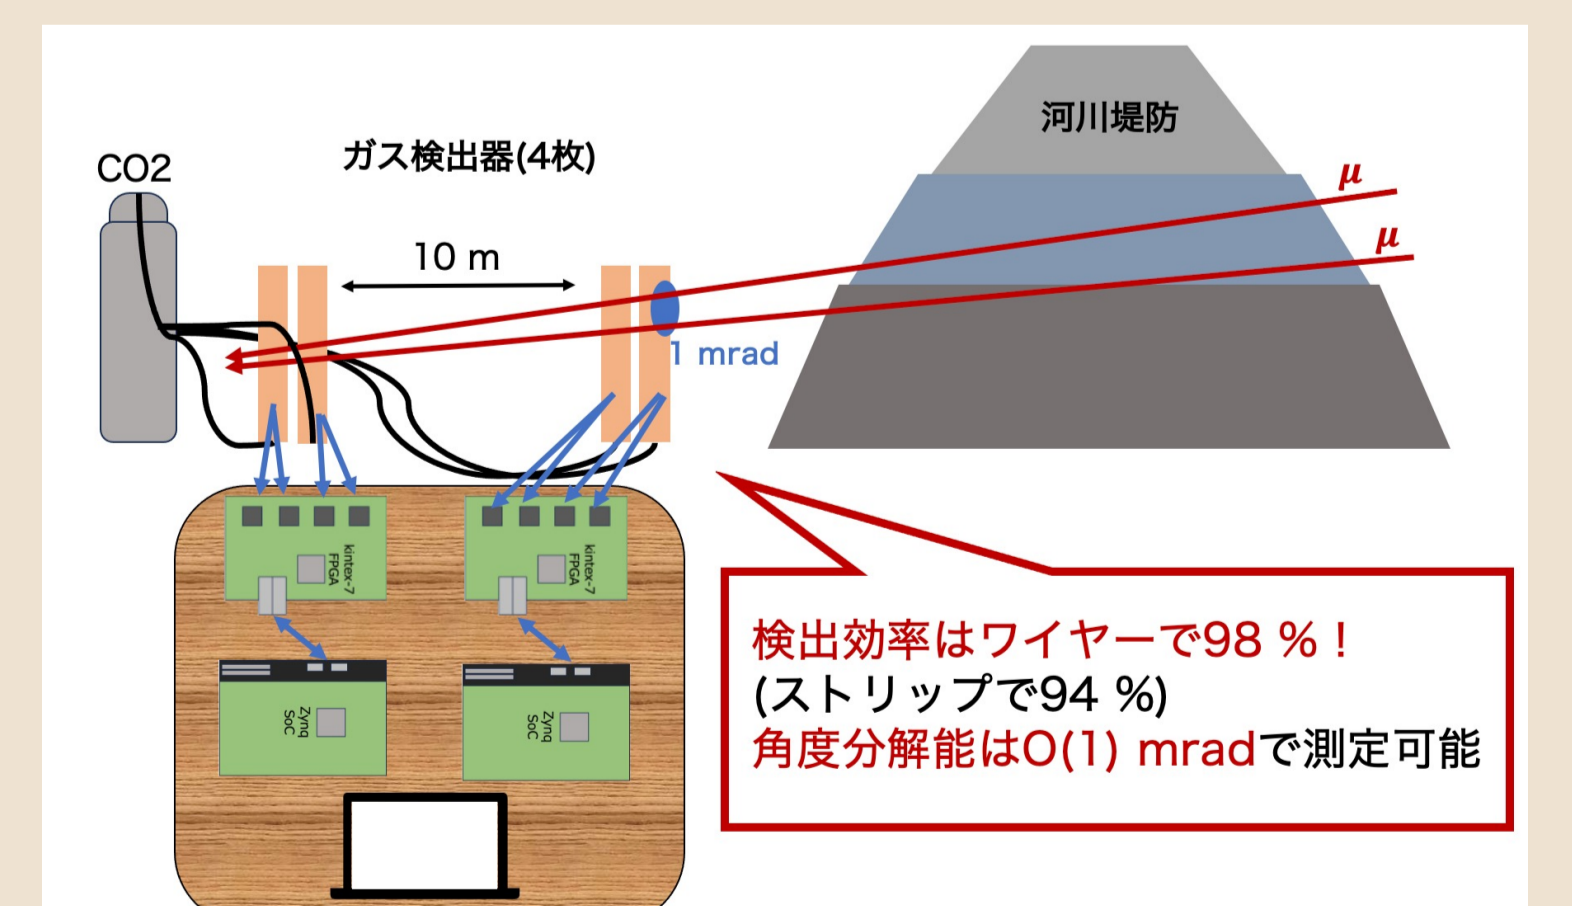 河川堤防
ガス検出器(4枚)
CO2
μ
μ
10 m
1 mrad
kintex-7
FPGA
kintex-7
FPGA
Zynq
SoC
Zynq
SoC
検出効率はワイヤーで98 %！
(ストリップで94 %)
角度分解能はO(1) mradで測定可能